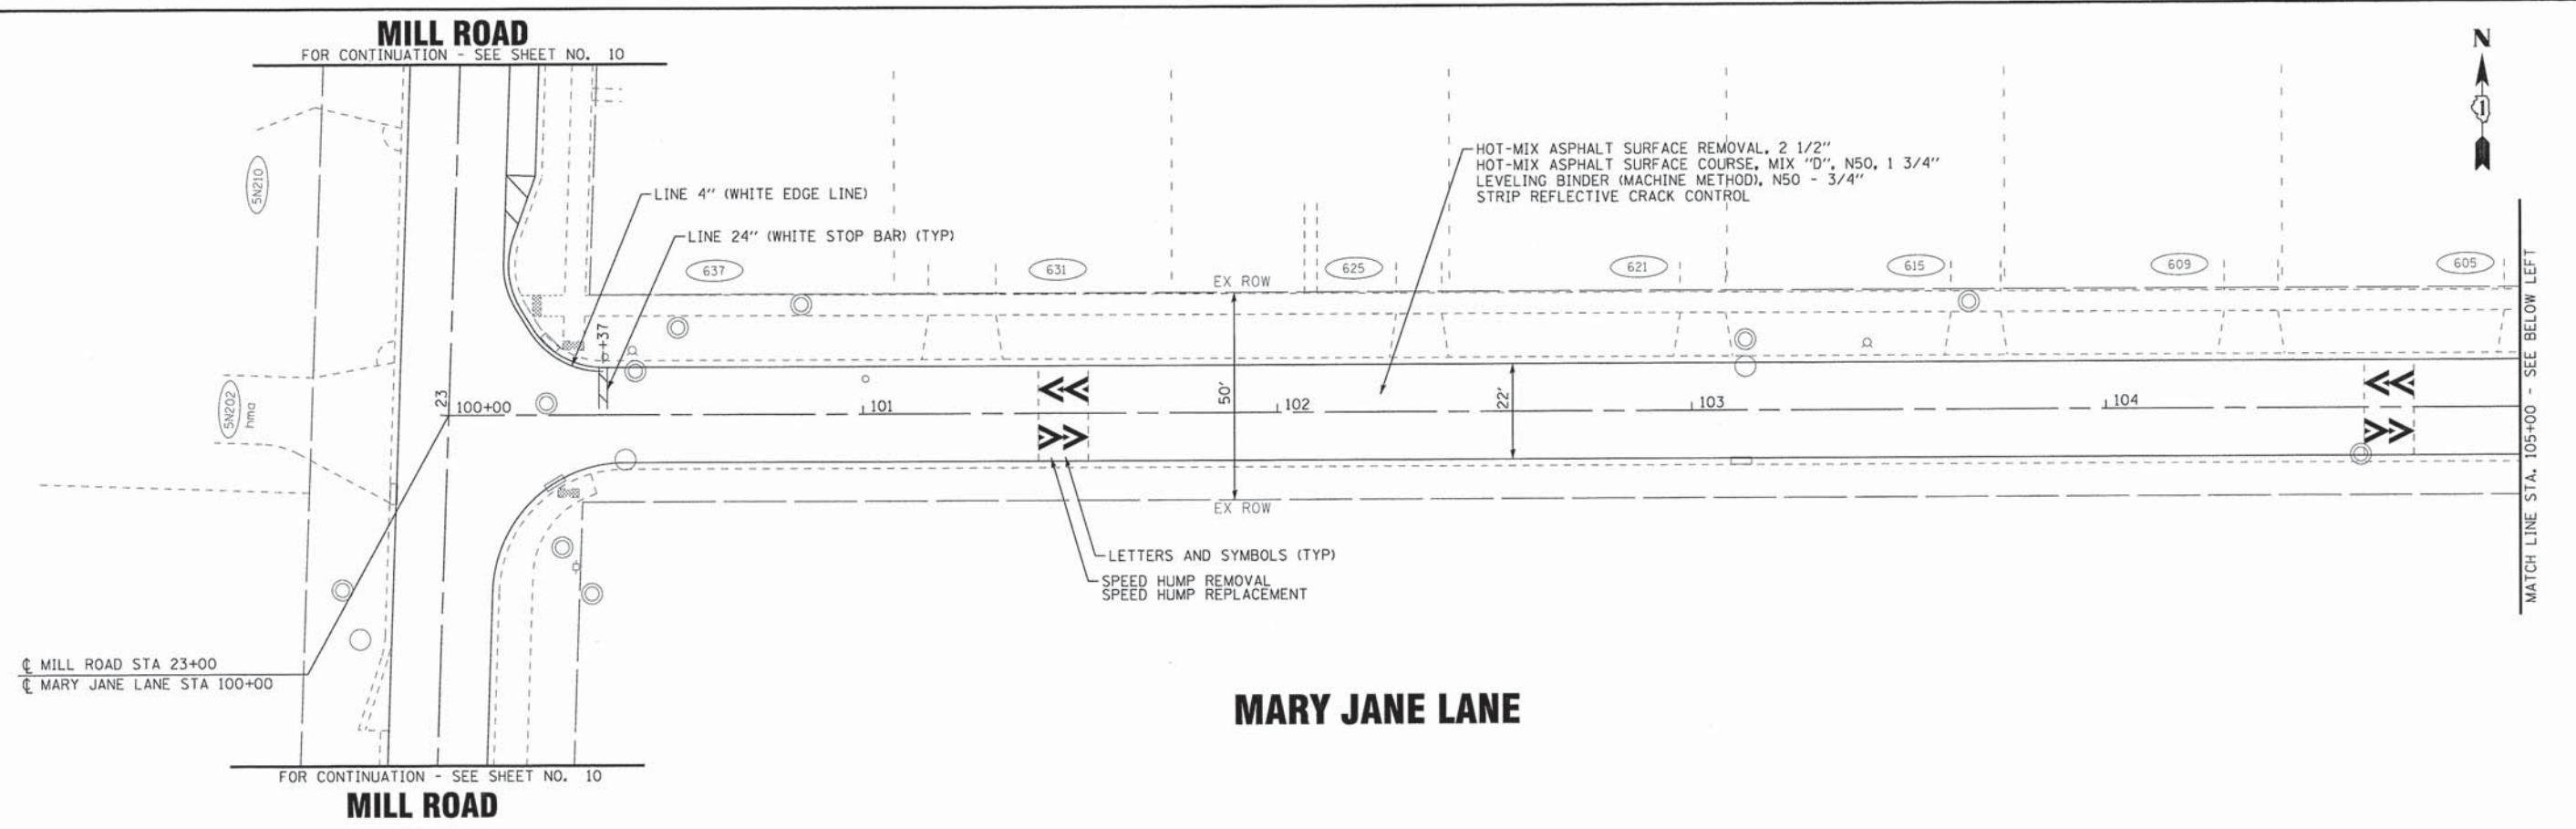 MILL ROAD
FOR CONTINUATION - SEE SHEET NO. 10
N
1
HOT-MIX ASPHALT SURFACE REMOVAL, 2 1/2"
HOT-MIX ASPHALT SURFACE COURSE, MIX "D", N50, 1 3/4"
LEVELING BINDER (MACHINE METHOD), N50 - 3/4"
STRIP REFLECTIVE CRACK CONTROL
5N210
LINE 4" (WHITE EDGE LINE)
LINE 24" (WHITE STOP BAR) (TYP)
637
631
625
621
615
609
605
EX ROW
+37
5N202
hma
23
100+00
101
50'
102
22'
103
104
MATCH LINE STA. 105+00 - SEE BELOW LEFT
EX ROW
LETTERS AND SYMBOLS (TYP)
SPEED HUMP REMOVAL
SPEED HUMP REPLACEMENT
℄ MILL ROAD STA 23+00
℄ MARY JANE LANE STA 100+00
MARY JANE LANE
FOR CONTINUATION - SEE SHEET NO. 10
MILL ROAD